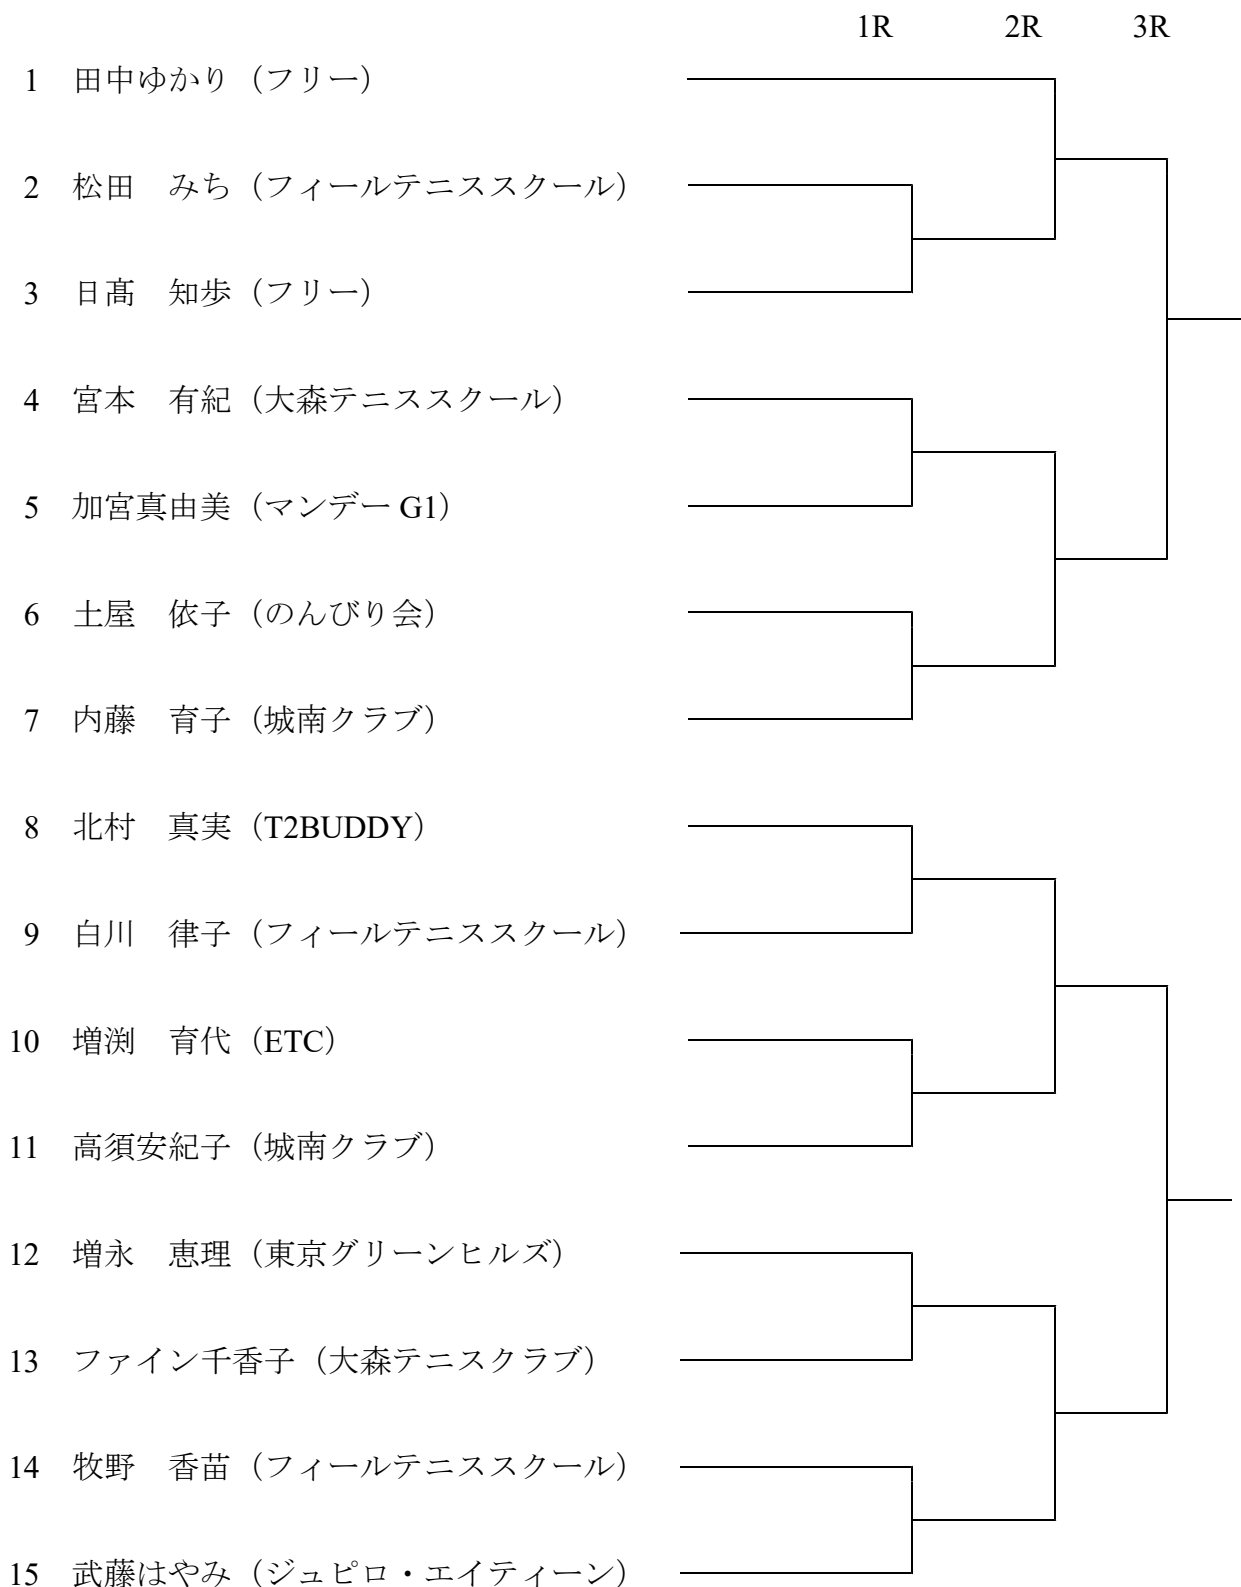 1R 2R 3R
1 田中ゆかり（フリー）
2 松田　みち（フィールテニススクール）
3 日髙　知歩（フリー）
4 宮本　有紀（大森テニススクール）
5 加宮真由美（マンデー G1）
6 土屋　依子（のんびり会）
7 内藤　育子（城南クラブ）
8 北村　真実（T2BUDDY）
9 白川　律子（フィールテニススクール）
10 増渕　育代（ETC）
11 高須安紀子（城南クラブ）
12 増永　恵理（東京グリーンヒルズ）
13 ファイン千香子（大森テニスクラブ）
14 牧野　香苗（フィールテニススクール）
15 武藤はやみ（ジュピロ・エイティーン）